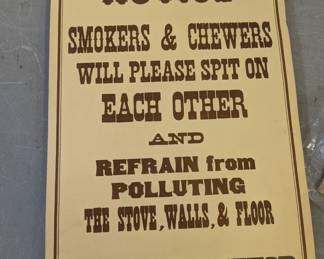 SMOKERS & CHEWERS
WILL PLEASE SPIT ON
EACH OTHER
AND
REFRAIN from
POLLUTING
THE STOVE, WALLS, & FLOOR